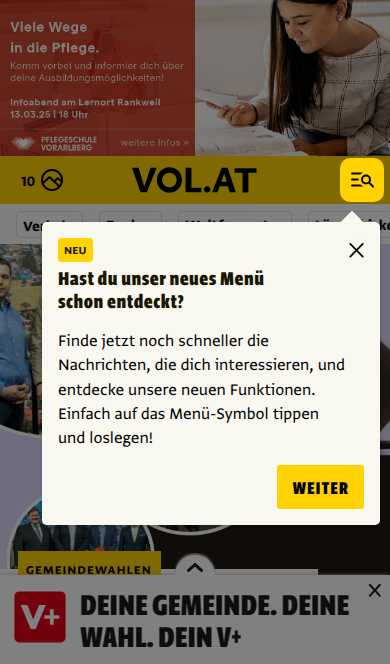 Viele Wege
in die Pflege.
Komm vorbei und informier dich über
deine Ausbildungsmöglichkeiten!
Infoabend am Lernort Rankweil
13.03.25 | 18 Uhr
PFLEGESCHULE
VORARLBERG
weitere Infos »
10
VOL.AT
NEU
Hast du unser neues Menü
schon entdeckt?
Finde jetzt noch schneller die
Nachrichten, die dich interessieren, und
entdecke unsere neuen Funktionen.
Einfach auf das Menü-Symbol tippen
und loslegen!
WEITER
GEMEINDEWAHLEN
V+
DEINE GEMEINDE. DEINE
WAHL. DEIN V+